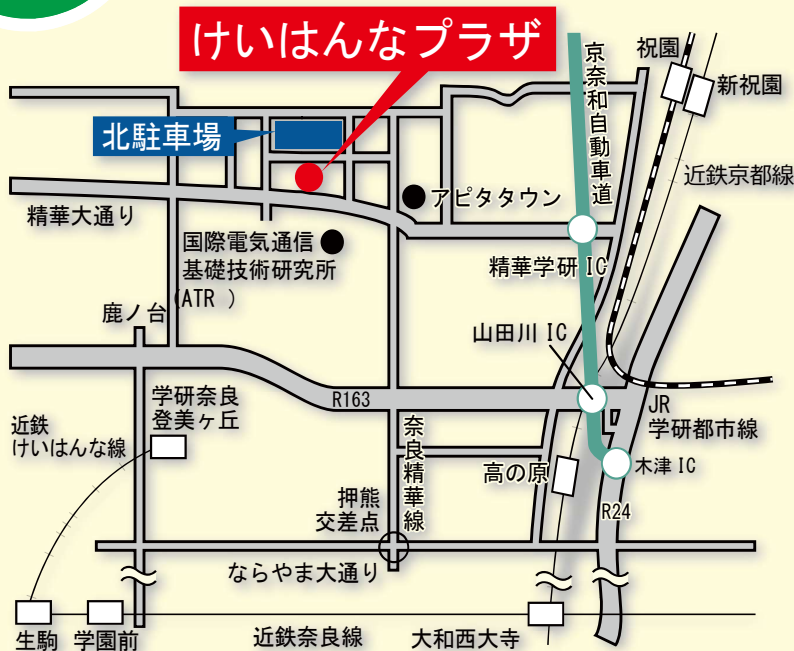 けいはんなプラザ
北駐車場
京奈和自動車道
祝園
新祝園
近鉄京都線
アピタタウン
精華大通り
国際電気通信
基礎技術研究所
(ATR )
精華学研 IC
鹿ノ台
山田川 IC
学研奈良
登美ヶ丘
R163
JR
学研都市線
近鉄
けいはんな線
奈良精華線
高の原
木津 IC
押熊
交差点
R24
ならやま大通り
生駒
学園前
近鉄奈良線
大和西大寺